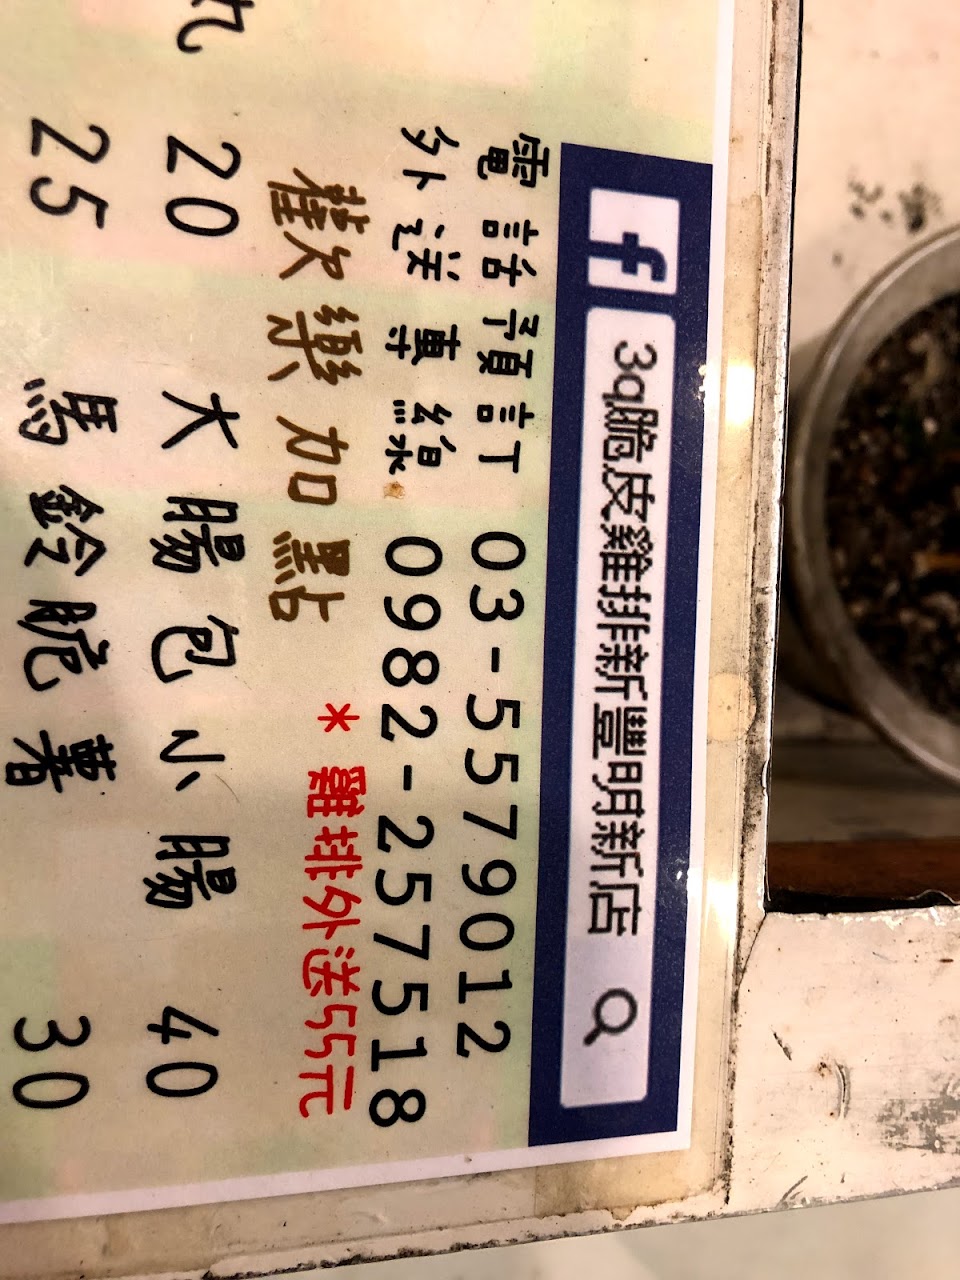 3q脆皮雞排新豐明新店
電話預訂 03-5579012
外送專線 0982-257518
歡樂加點 *雞排外送55元
20 大腸包小腸 40
25 馬鈴脆薯 30